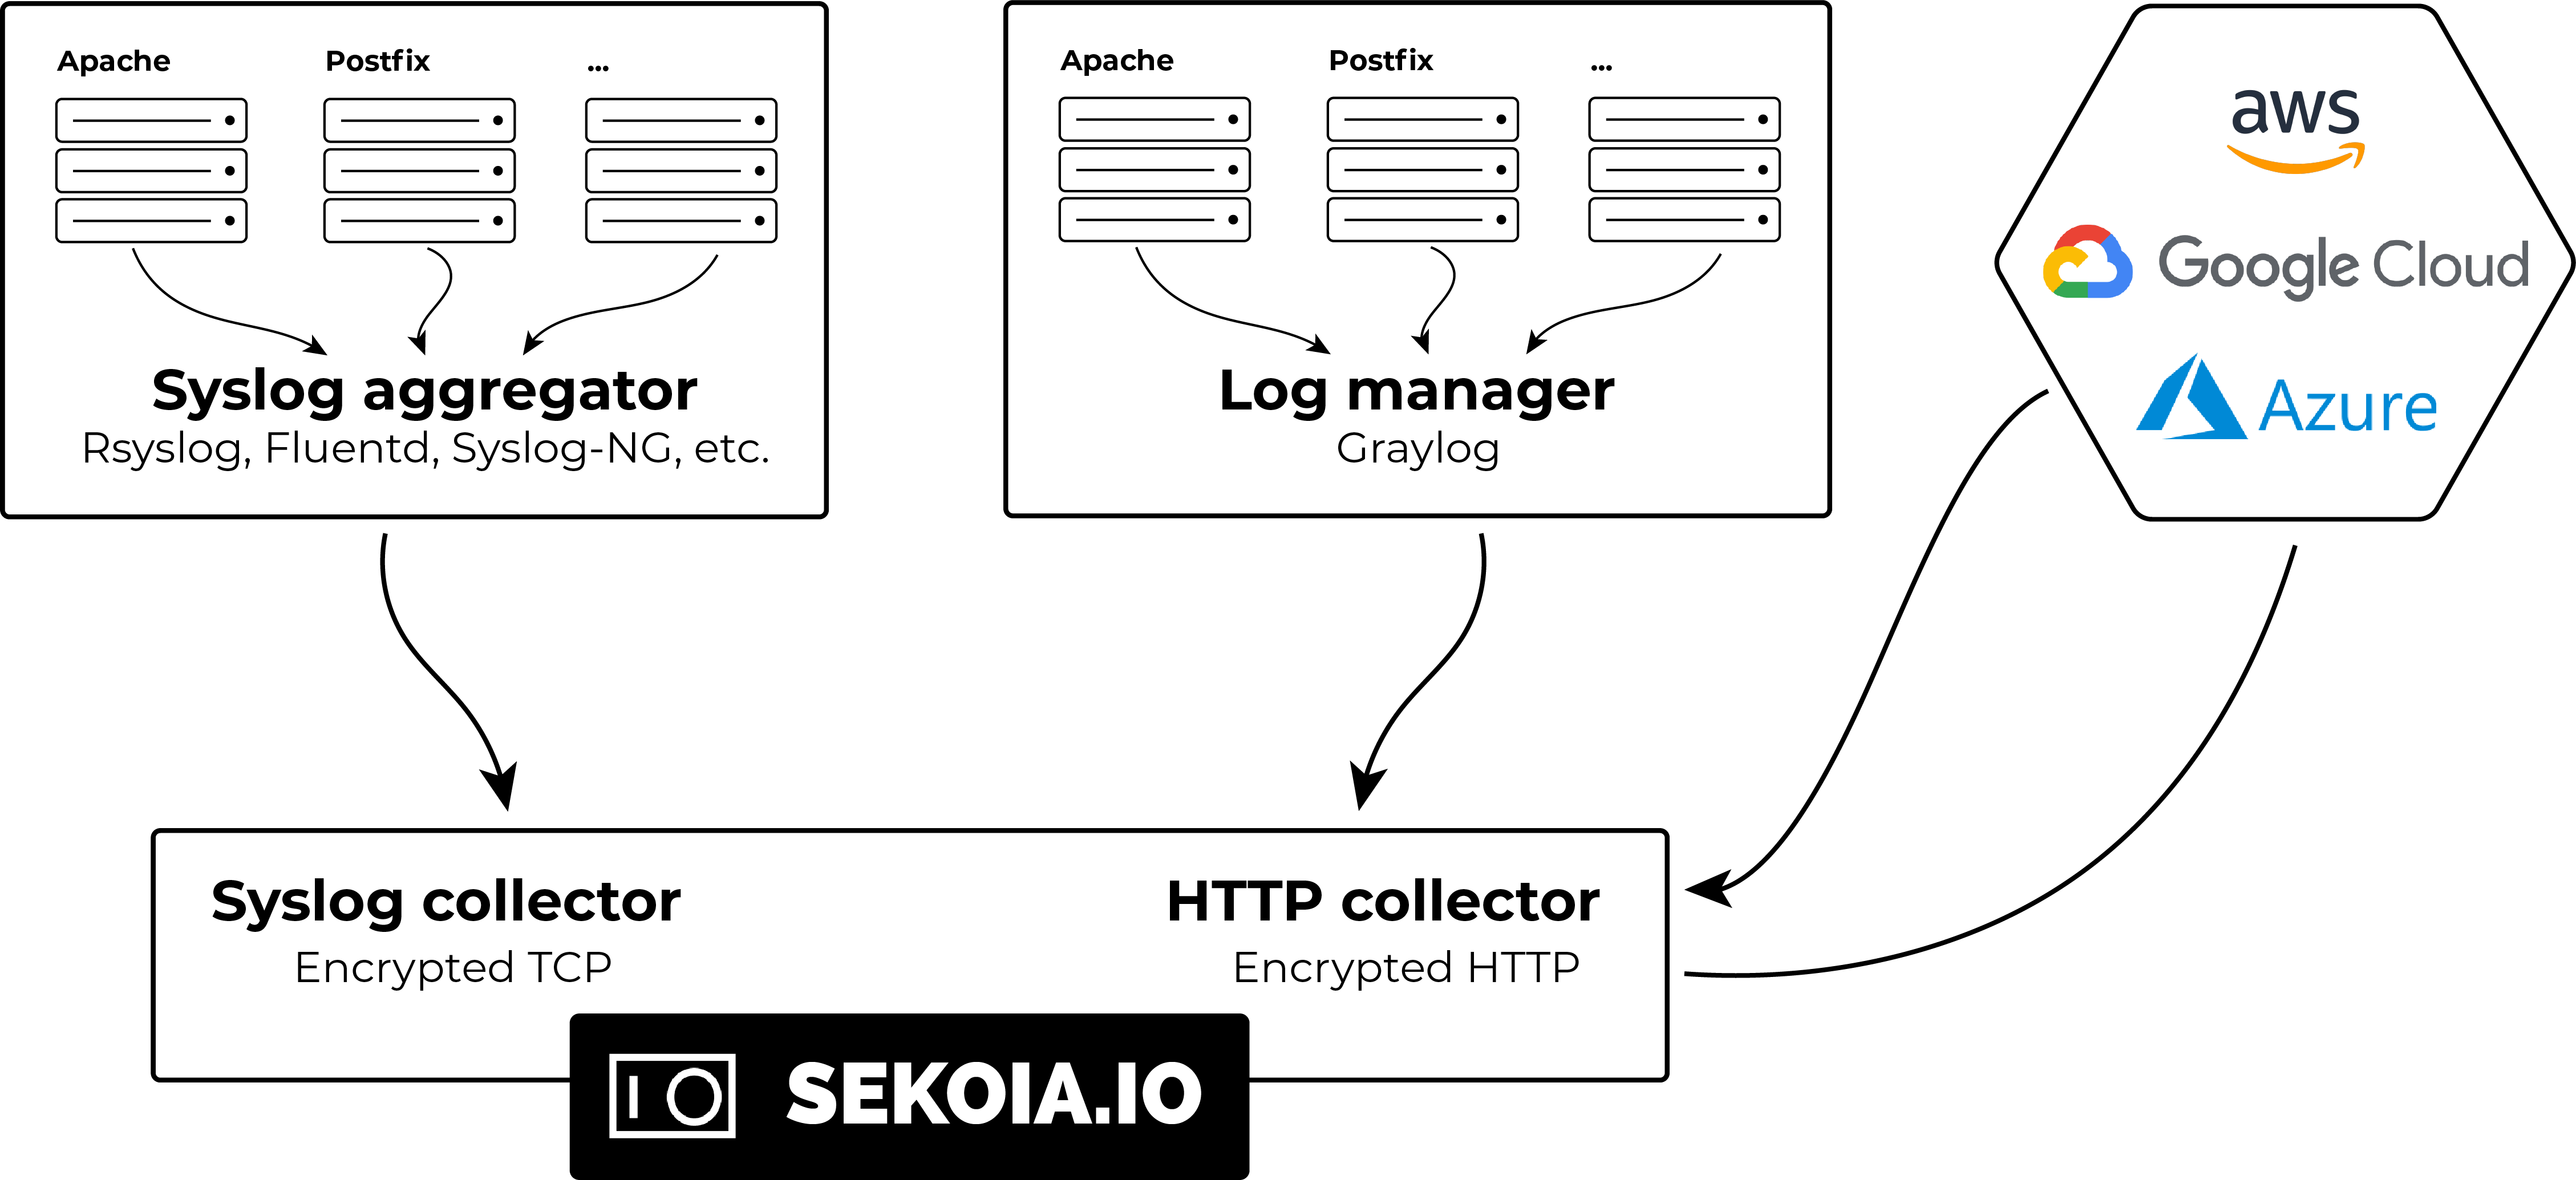 Apache
Postfix
...
Syslog aggregator
Rsyslog, Fluentd, Syslog-NG, etc.
Apache
Postfix
...
Log manager
Graylog
aws
Google Cloud
Azure
Syslog collector
Encrypted TCP
HTTP collector
Encrypted HTTP
IO SEKOIA.IO